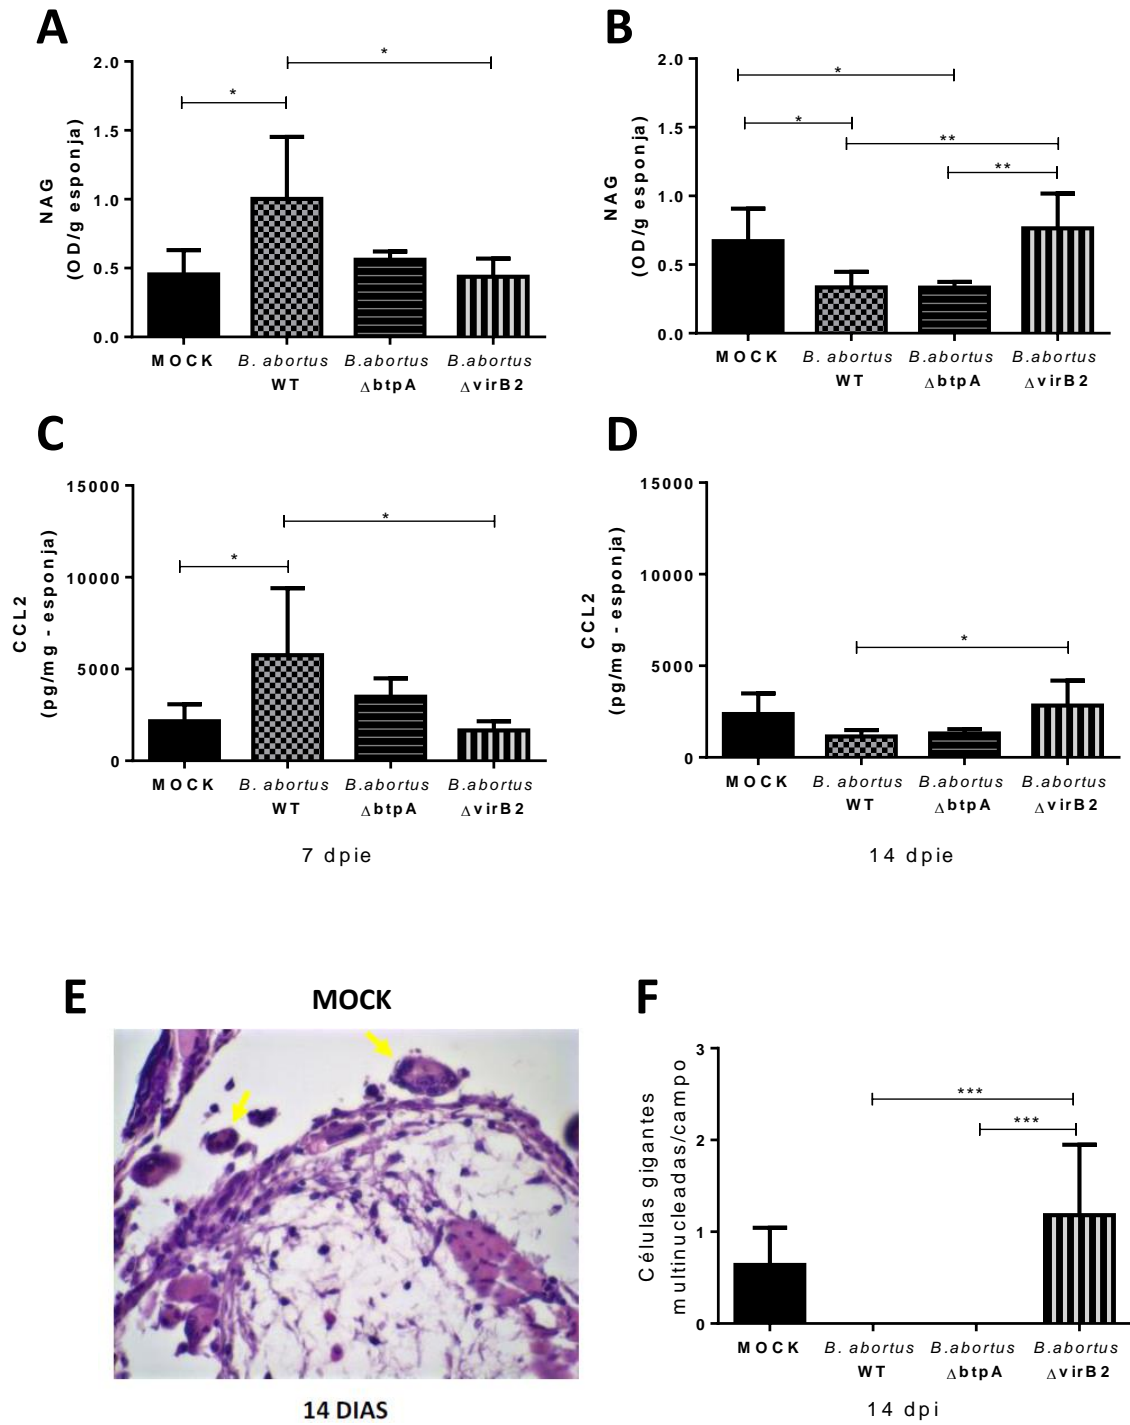 A
NAG
(OD/g esponja)
2.0
1.5
1.0
0.5
0.0
*
*
MOCK
B. abortus
WT
B.abortus
ΔbtpA
B.abortus
ΔvirB2
B
NAG
(OD/g esponja)
2.0
1.5
1.0
0.5
0.0
*
*
**
**
MOCK
B. abortus
WT
B.abortus
ΔbtpA
B.abortus
ΔvirB2
C
CCL2
(pg/mg - esponja)
15000
10000
5000
0
*
*
MOCK
B. abortus
WT
B.abortus
ΔbtpA
B.abortus
ΔvirB2
7 dpie
D
CCL2
(pg/mg - esponja)
15000
10000
5000
0
*
MOCK
B. abortus
WT
B.abortus
ΔbtpA
B.abortus
ΔvirB2
14 dpie
E
MOCK
14 DIAS
F
Células gigantes
multinucleadas/campo
3
2
1
0
***
***
MOCK
B. abortus
WT
B.abortus
ΔbtpA
B.abortus
ΔvirB2
14 dpi